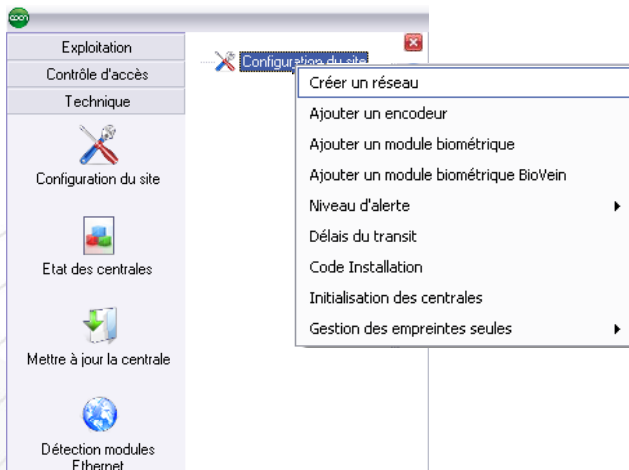 Exploitation
Contrôle d'accès
Technique
Configuration du site
Etat des centrales
Mettre à jour la centrale
Détection modules
Ethernet
Configuration du site
Créer un réseau
Ajouter un encodeur
Ajouter un module biométrique
Ajouter un module biométrique BioVein
Niveau d'alerte
Délais du transit
Code Installation
Initialisation des centrales
Gestion des empreintes seules